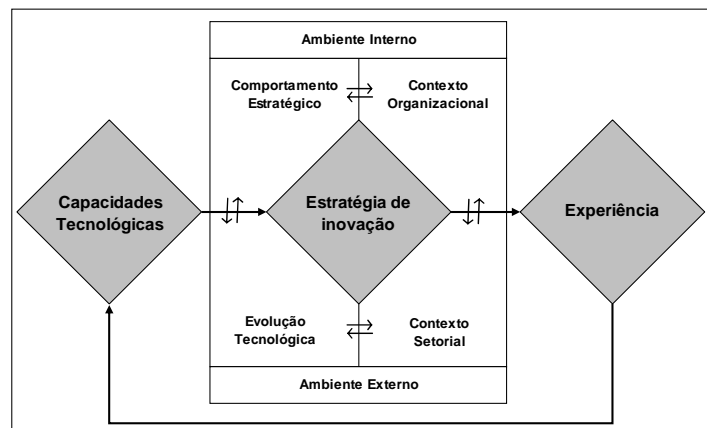 Ambiente Interno
Comportamento
Estratégico
Contexto
Organizacional
Capacidades
Tecnológicas
Estratégia de
inovação
Experiência
Evolução
Tecnológica
Contexto
Setorial
Ambiente Externo